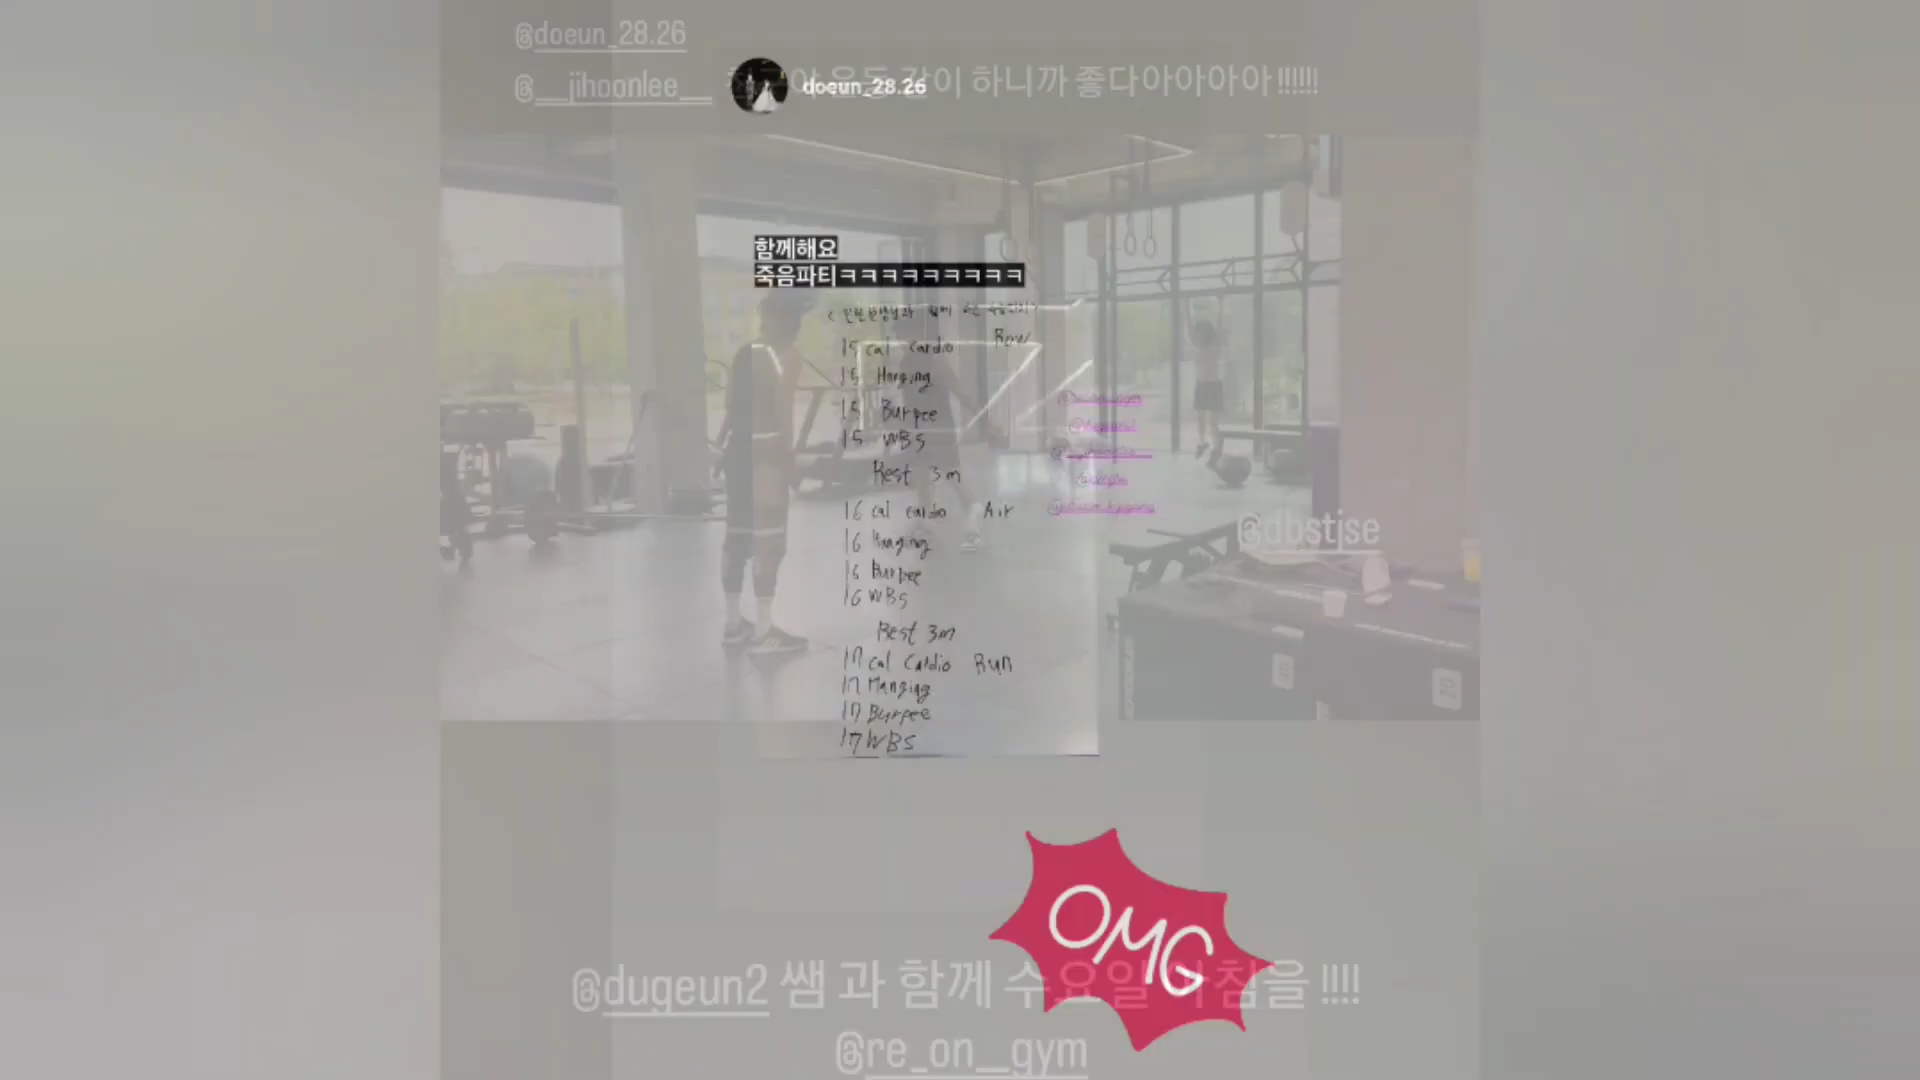 @doeun_28.26
@__jihoonlee__ 운동 같이 하니까 좋다아아아아!!!!!!
doeun_28.26
함께해요
죽음파티ㅋㅋㅋㅋㅋㅋㅋㅋㅋ
15 cal cardio Row
15 Hanging
15 Burpee
15 WBS
Rest 3m
16 cal cardio Air
16 Hanging
16 Burpee
16 WBS
Rest 3m
17 cal cardio Run
17 Hanging
17 Burpee
17 WBS
@dbstjse
OMG
@dugeun2 쌤과 함께 수요일 아침을!!!!
@re_on__gym